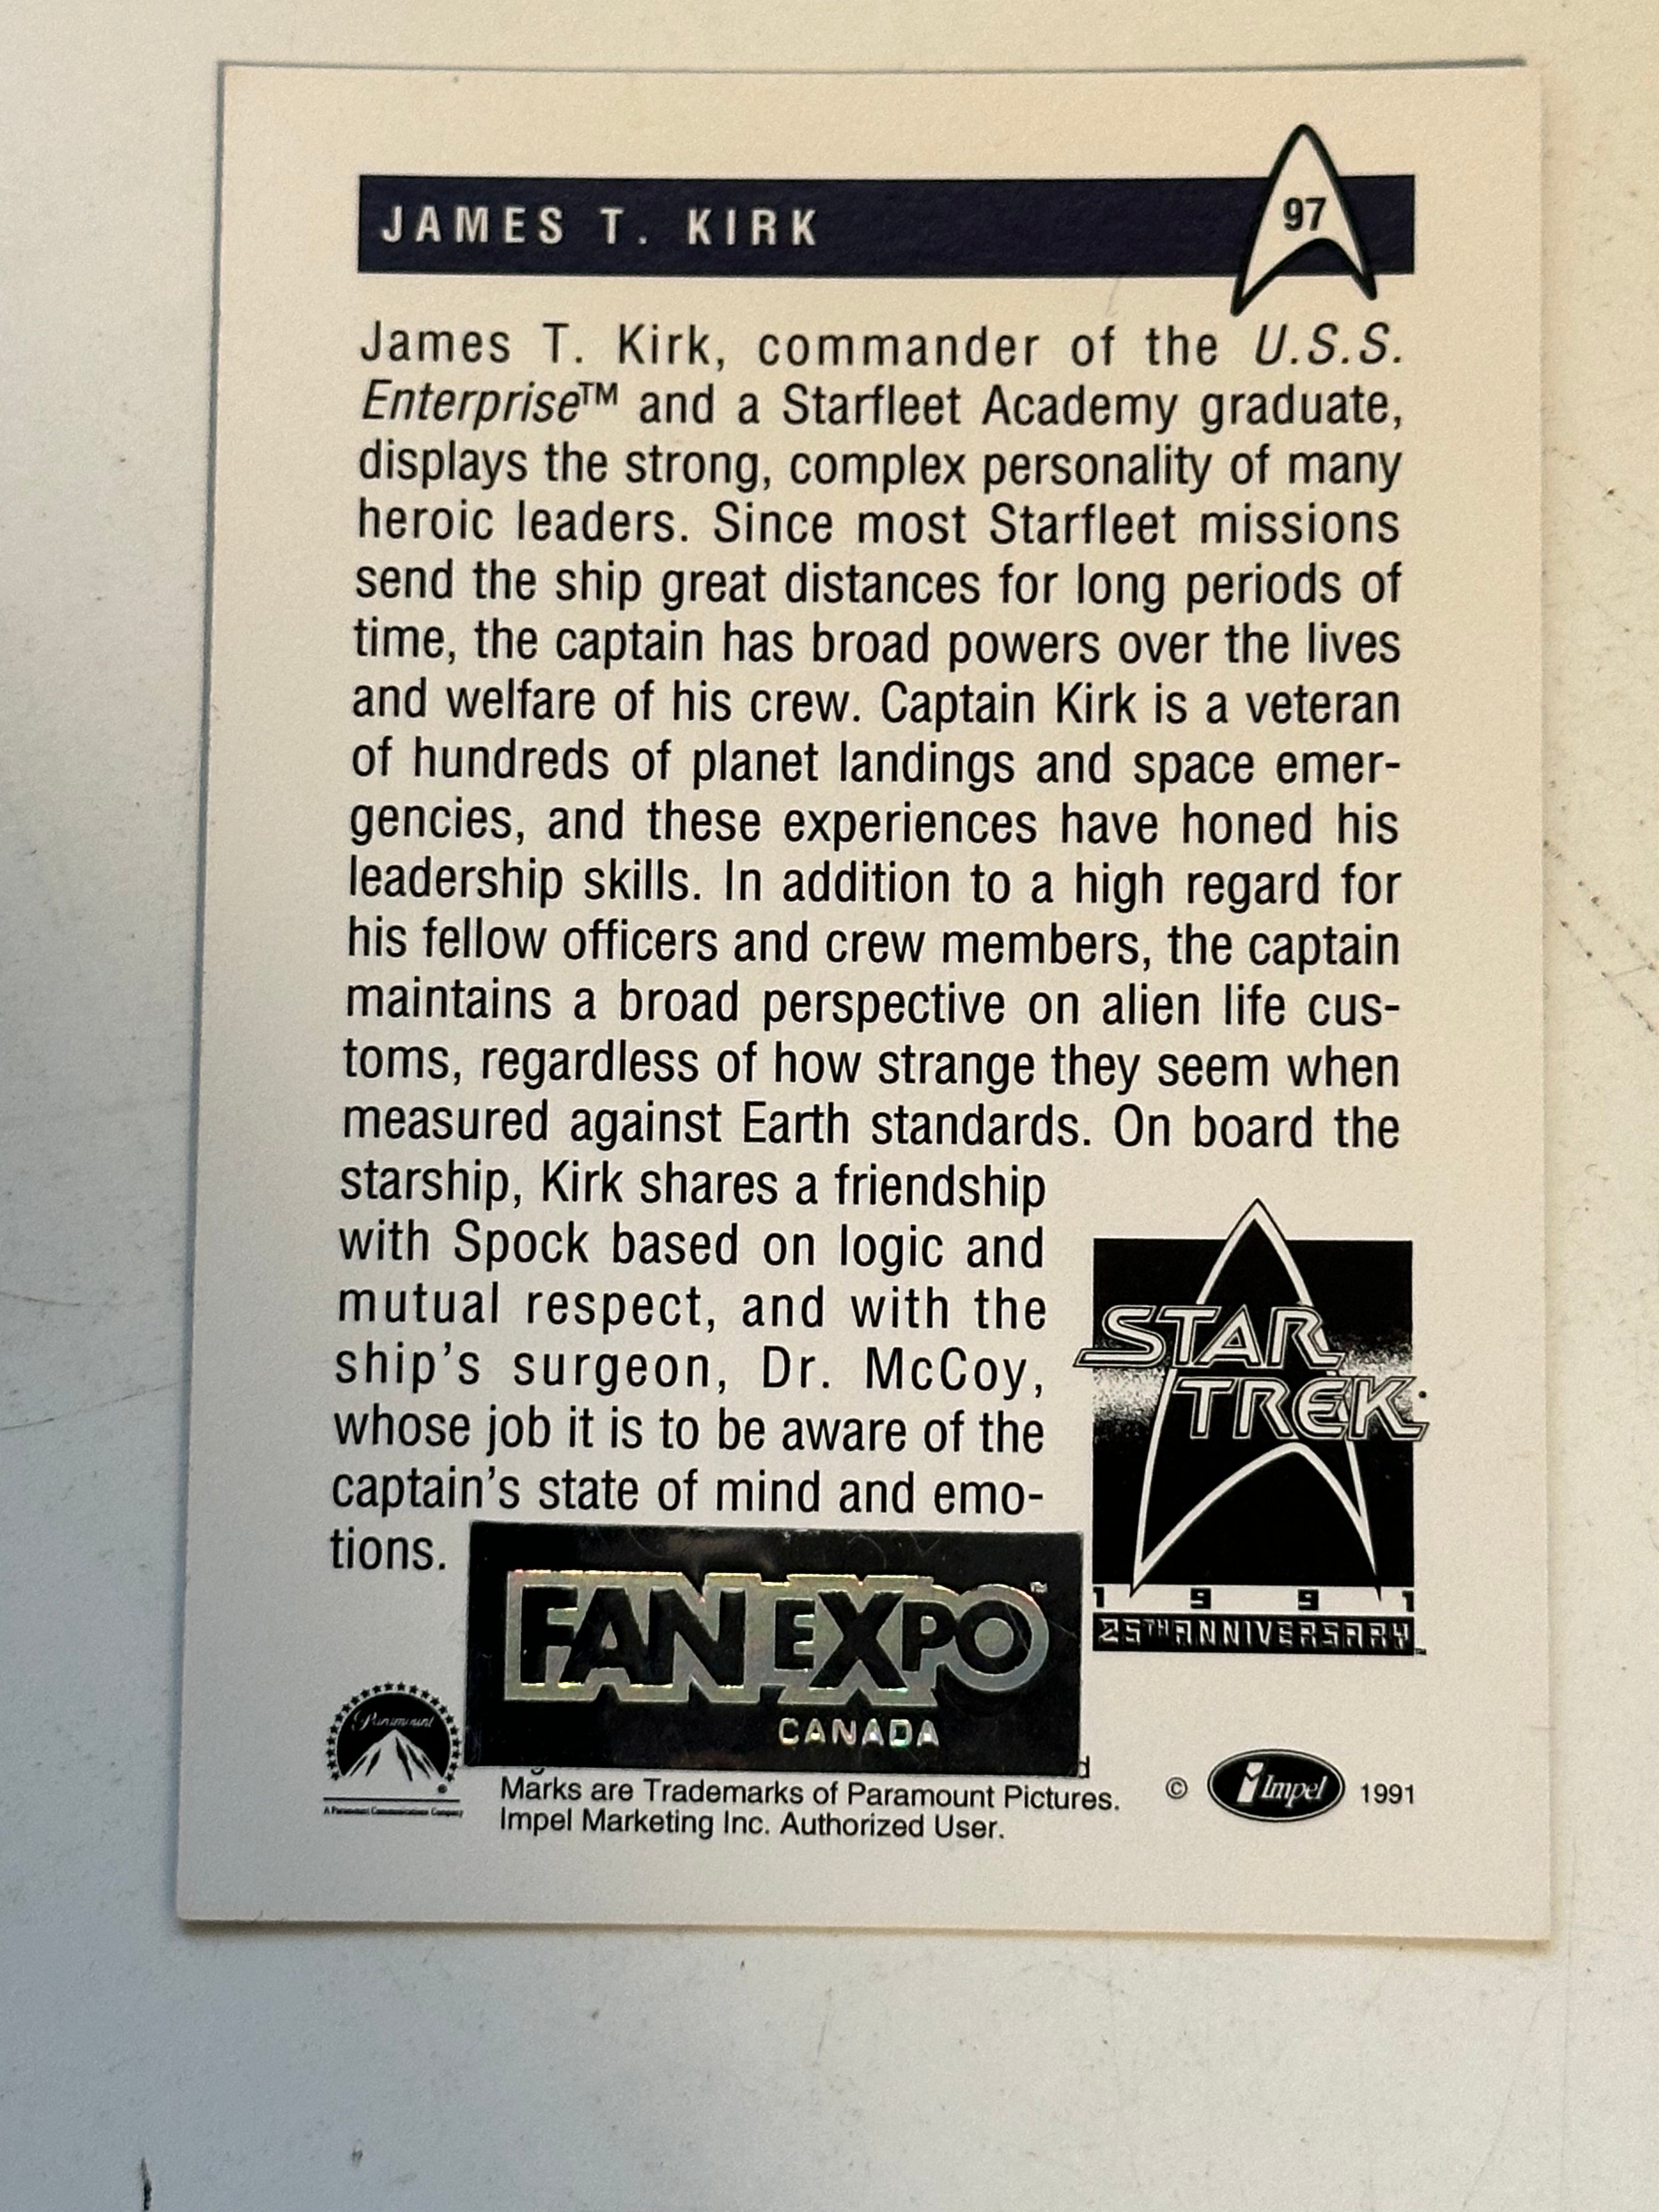 JAMES T. KIRK
97
James T. Kirk, commander of the U.S.S.
Enterprise™ and a Starfleet Academy graduate,
displays the strong, complex personality of many
heroic leaders. Since most Starfleet missions
send the ship great distances for long periods of
time, the captain has broad powers over the lives
and welfare of his crew. Captain Kirk is a veteran
of hundreds of planet landings and space emer-
gencies, and these experiences have honed his
leadership skills. In addition to a high regard for
his fellow officers and crew members, the captain
maintains a broad perspective on alien life cus-
toms, regardless of how strange they seem when
measured against Earth standards. On board the
starship, Kirk shares a friendship
with Spock based on logic and
mutual respect, and with the
ship's surgeon, Dr. McCoy,
whose job it is to be aware of the
captain's state of mind and emo-
tions.
STAR
TREK
1 9 9 1
25TH ANNIVERSARY™
FAN EXPO™
CANADA
Paramount
®
A Paramount Communications Company
Marks are Trademarks of Paramount Pictures.
Impel Marketing Inc. Authorized User.
© Impel 1991